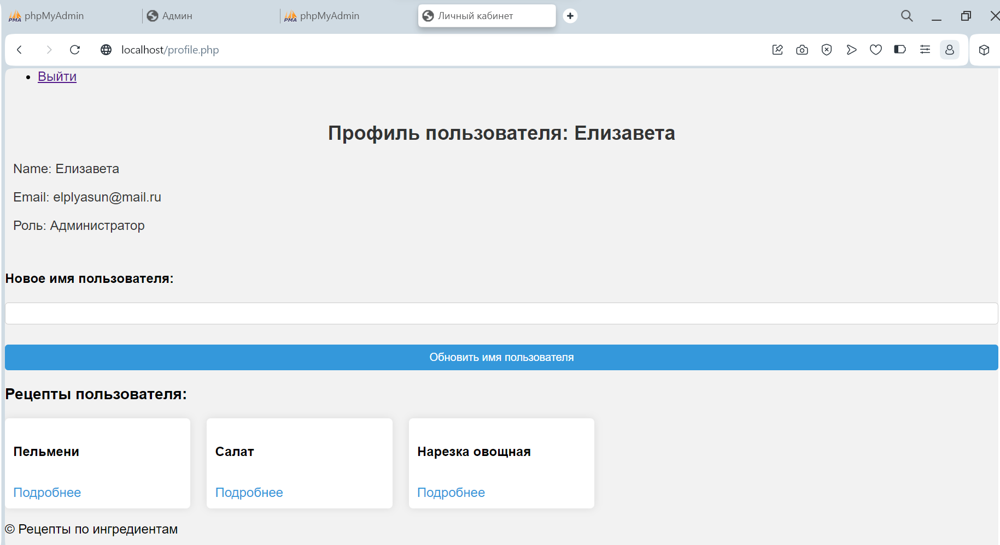 phpMyAdmin
Админ
phpMyAdmin
Личный кабинет
localhost/profile.php
Выйти
Профиль пользователя: Елизавета
Name: Елизавета
Email: elplyasun@mail.ru
Роль: Администратор
Новое имя пользователя:
Обновить имя пользователя
Рецепты пользователя:
Пельмени
Салат
Нарезка овощная
Подробнее
Подробнее
Подробнее
© Рецепты по ингредиентам